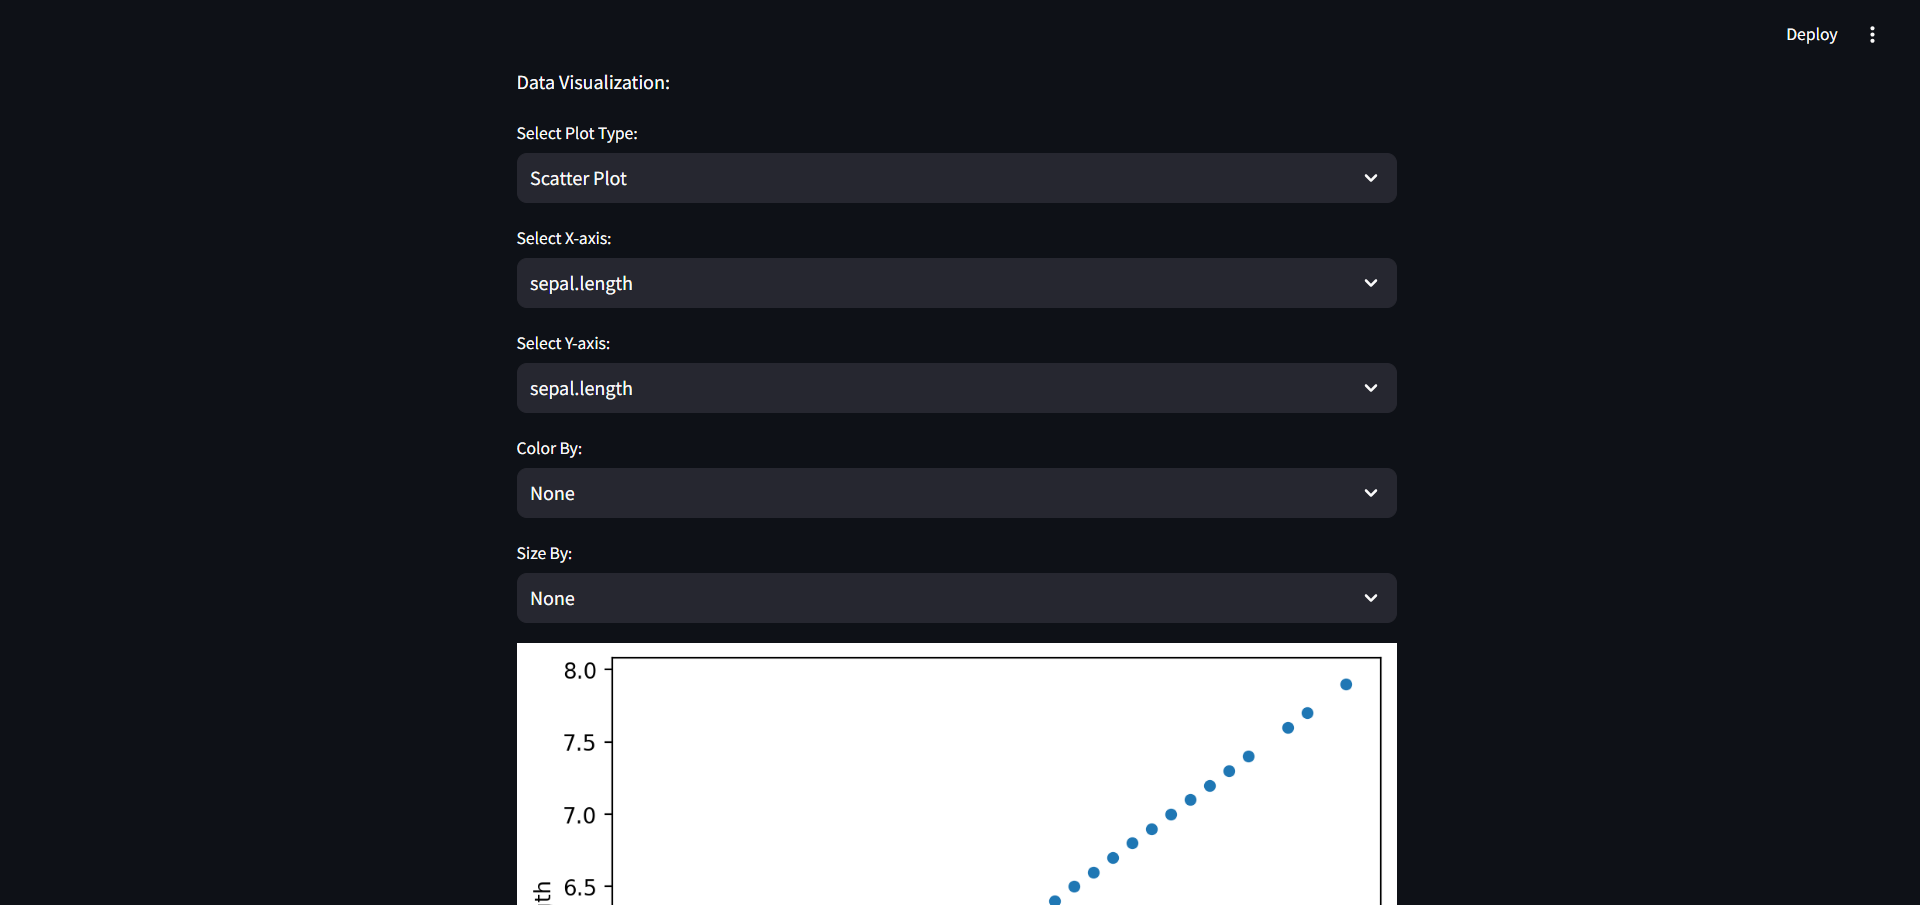 Deploy
Data Visualization:
Select Plot Type:
Scatter Plot
Select X-axis:
sepal.length
Select Y-axis:
sepal.length
Color By:
None
Size By:
None
8.0
7.5
7.0
6.5
th